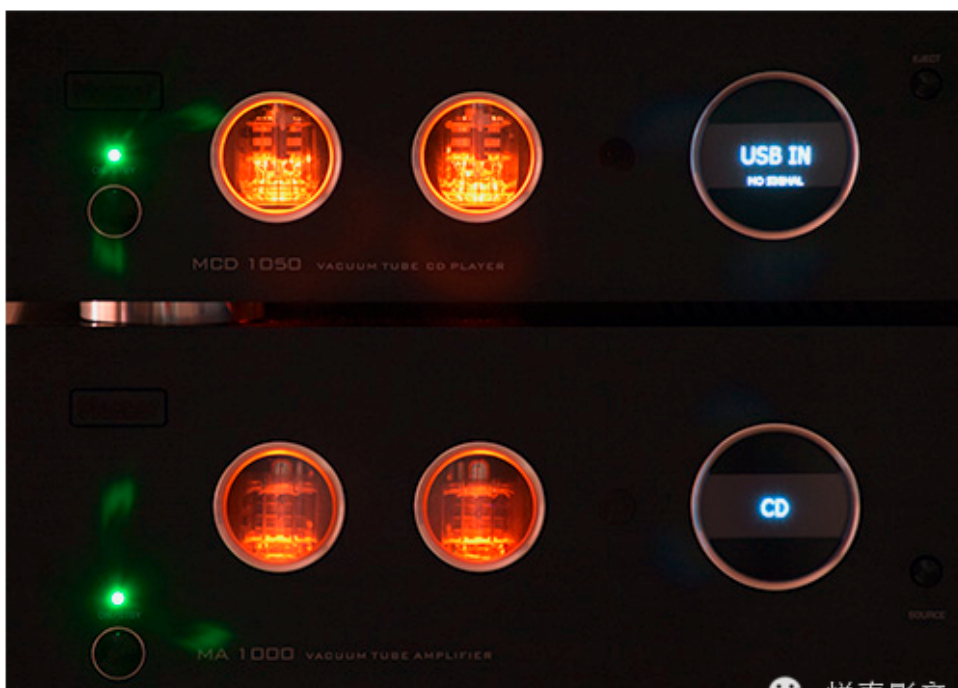 EJECT
USB IN
NO SIGNAL
MCD 1050 VACUUM TUBE CD PLAYER
CD
SOURCE
MA 1000 VACUUM TUBE AMPLIFIER